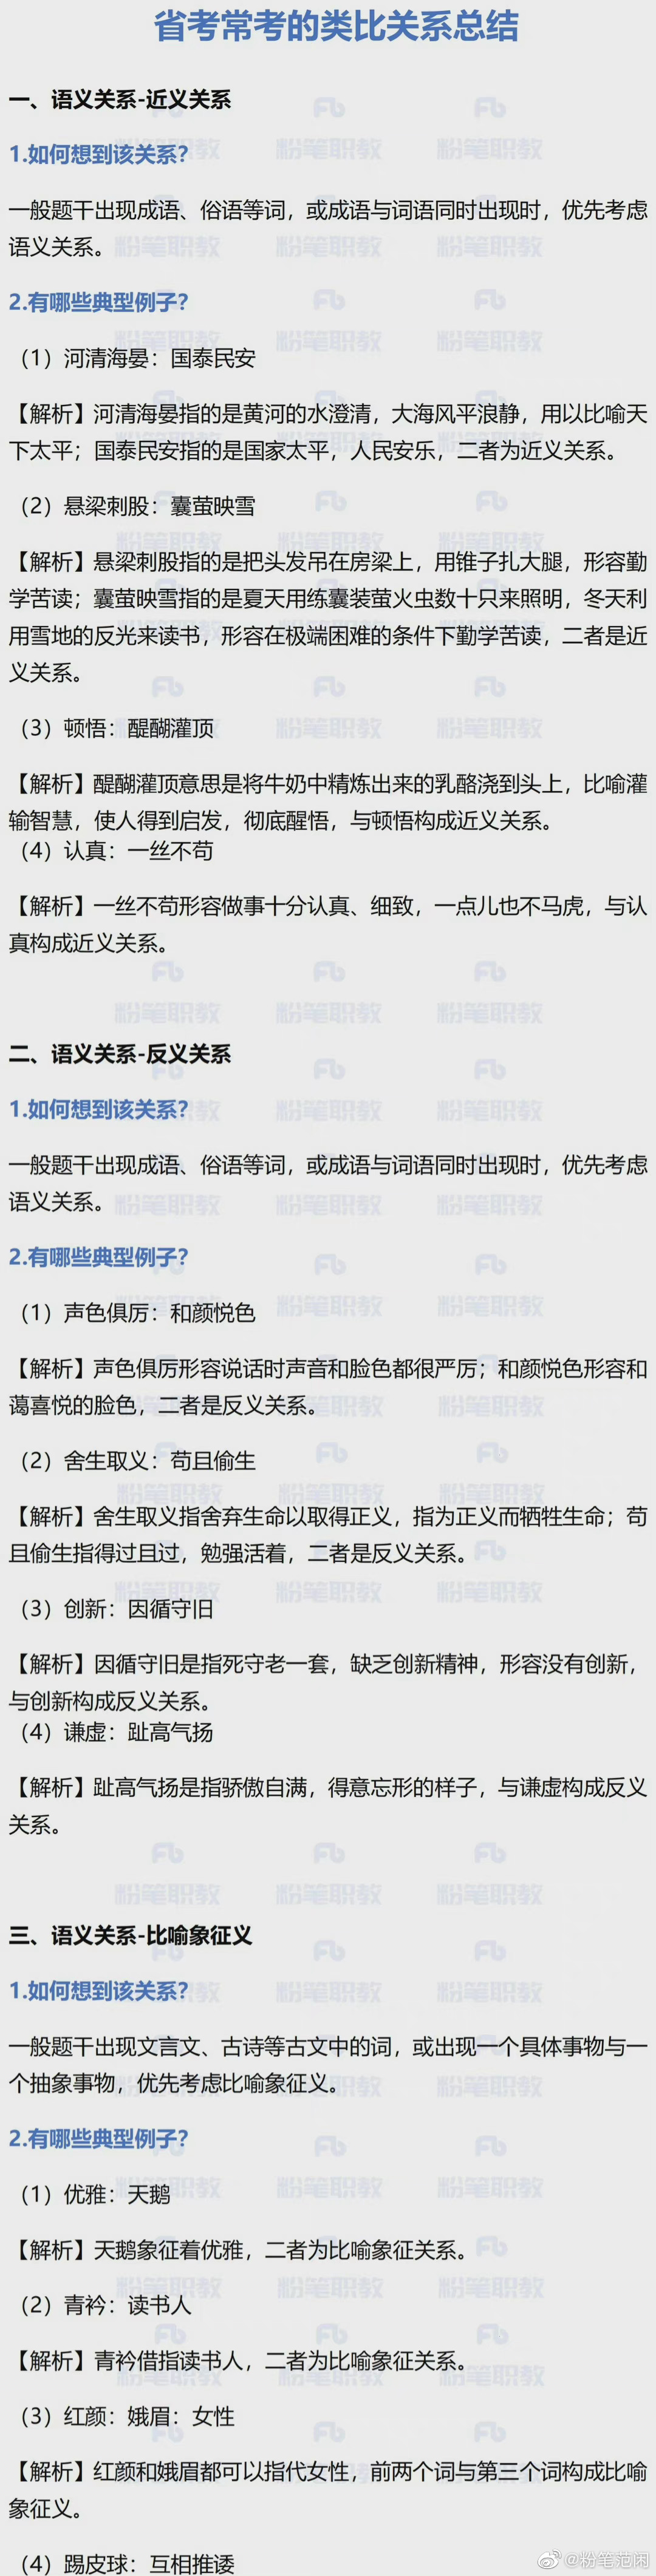 省考常考的类比关系总结
一、语义关系-近义关系
1.如何想到该关系?
一般题干出现成语、俗语等词，或成语与词语同时出现时，优先考虑
语义关系。
2.有哪些典型例子?
（1）河清海晏：国泰民安
【解析】河清海晏指的是黄河的水澄清，大海风平浪静，用以比喻天
下太平；国泰民安指的是国家太平，人民安乐，二者为近义关系。
（2）悬梁刺股：囊萤映雪
【解析】悬梁刺股指的是把头发吊在房梁上，用锥子扎大腿，形容勤
学苦读；囊萤映雪指的是夏天用练囊装萤火虫数十只来照明，冬天利
用雪地的反光来读书，形容在极端困难的条件下勤学苦读，二者是近
义关系。
（3）顿悟：醍醐灌顶
【解析】醍醐灌顶意思是将牛奶中精炼出来的乳酪浇到头上，比喻灌
输智慧，使人得到启发，彻底醒悟，与顿悟构成近义关系。
（4）认真：一丝不苟
【解析】一丝不苟形容做事十分认真、细致，一点儿也不马虎，与认
真构成近义关系。
二、语义关系-反义关系
1.如何想到该关系?
一般题干出现成语、俗语等词，或成语与词语同时出现时，优先考虑
语义关系。
2.有哪些典型例子?
（1）声色俱厉：和颜悦色
【解析】声色俱厉形容说话时声音和脸色都很严厉；和颜悦色形容和
蔼喜悦的脸色，二者是反义关系。
（2）舍生取义：苟且偷生
【解析】舍生取义指舍弃生命以取得正义，指为正义而牺牲生命；苟
且偷生指得过且过，勉强活着，二者是反义关系。
（3）创新：因循守旧
【解析】因循守旧是指死守老一套，缺乏创新精神，形容没有创新，
与创新构成反义关系。
（4）谦虚：趾高气扬
【解析】趾高气扬是指骄傲自满，得意忘形的样子，与谦虚构成反义
关系。
三、语义关系-比喻象征义
1.如何想到该关系?
一般题干出现文言文、古诗等古文中的词，或出现一个具体事物与一
个抽象事物，优先考虑比喻象征义。
2.有哪些典型例子?
（1）优雅：天鹅
【解析】天鹅象征着优雅，二者为比喻象征关系。
（2）青衿：读书人
【解析】青衿借指读书人，二者为比喻象征关系。
（3）红颜：娥眉：女性
【解析】红颜和娥眉都可以指代女性，前两个词与第三个词构成比喻
象征义。
（4）踢皮球：互相推诿
@粉笔范闲